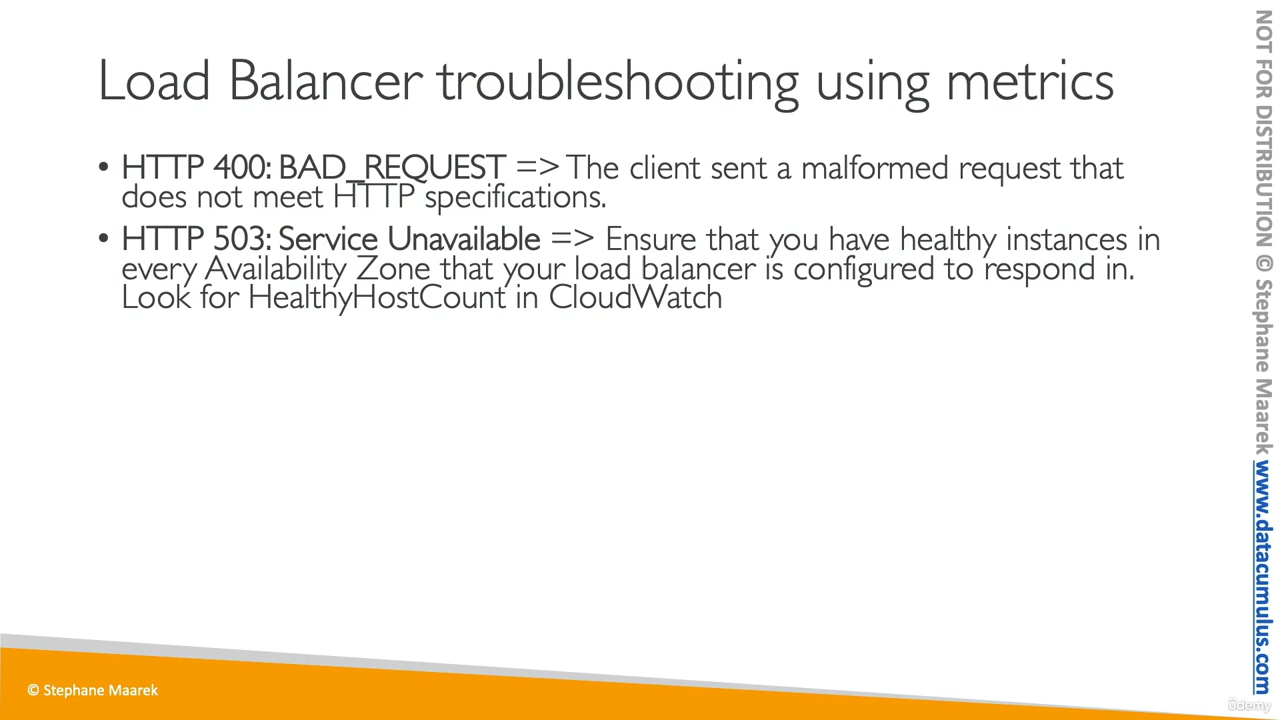 Load Balancer troubleshooting using metrics
• HTTP 400: BAD_REQUEST => The client sent a malformed request that
does not meet HTTP specifications.
• HTTP 503: Service Unavailable => Ensure that you have healthy instances in
every Availability Zone that your load balancer is configured to respond in.
Look for HealthyHostCount in CloudWatch
NOT FOR DISTRIBUTION © Stephane Maarek www.datacumulus.com
© Stephane Maarek
ûdemy